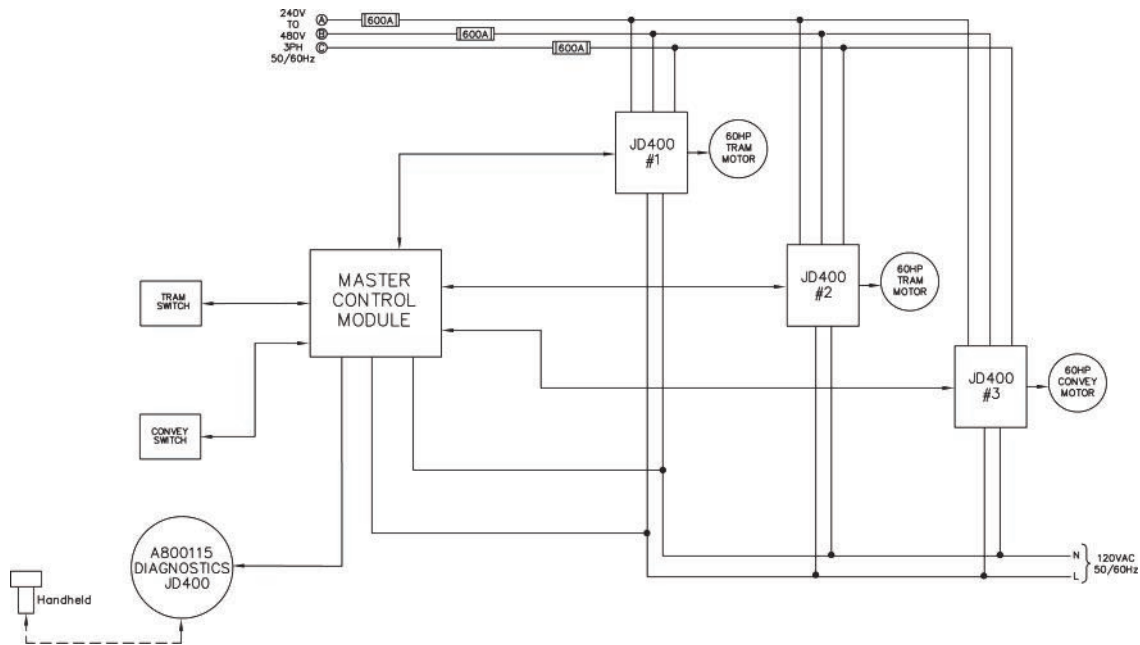 240V
TO
480V
3PH
50/60Hz
A
B
C
600A
600A
600A
JD400
#1
60HP
TRAM
MOTOR
JD400
#2
60HP
TRAM
MOTOR
JD400
#3
60HP
CONVEY
MOTOR
MASTER
CONTROL
MODULE
TRAM
SWITCH
CONVEY
SWITCH
A800115
DIAGNOSTICS
JD400
Handheld
N
L
120VAC
50/60Hz